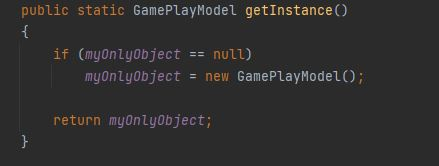 public static GamePlayModel getInstance()
{
if (myOnlyObject == null)
myOnlyObject = new GamePlayModel();
return myOnlyObject;
}